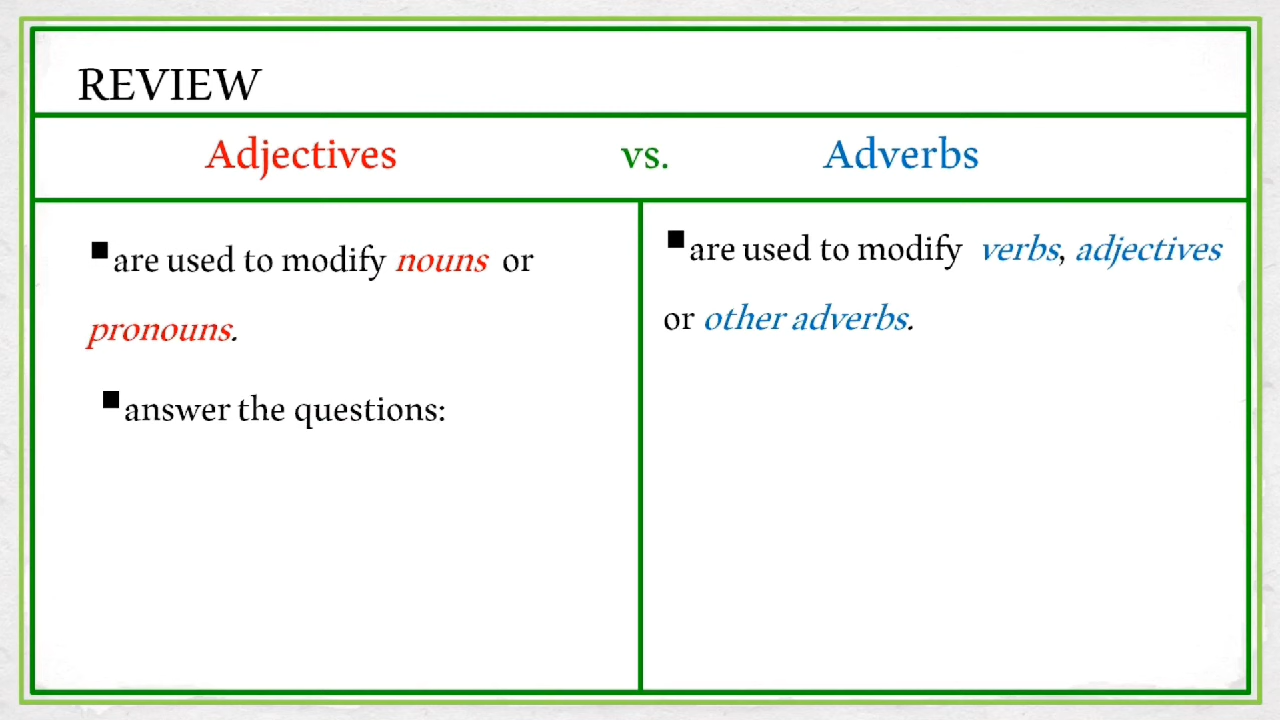 REVIEW
Adjectives vs. Adverbs
▪are used to modify nouns or
pronouns.
▪answer the questions:
▪are used to modify verbs, adjectives
or other adverbs.